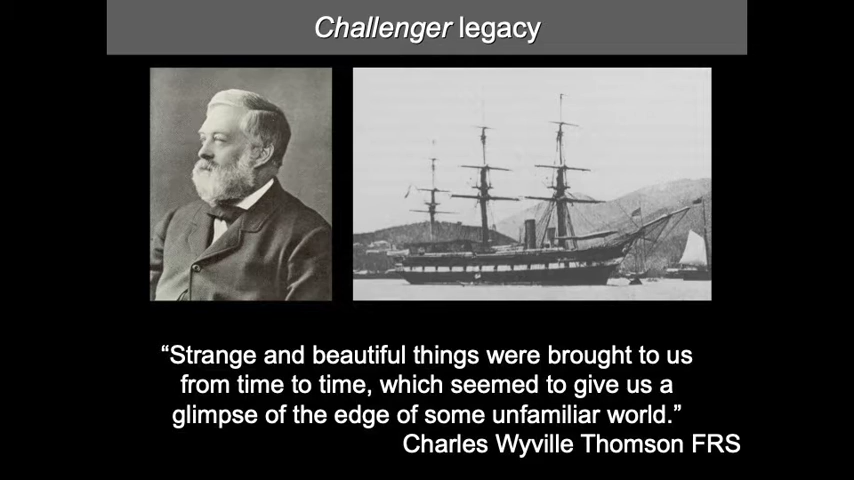 Challenger legacy
“Strange and beautiful things were brought to us
from time to time, which seemed to give us a
glimpse of the edge of some unfamiliar world.”
Charles Wyville Thomson FRS